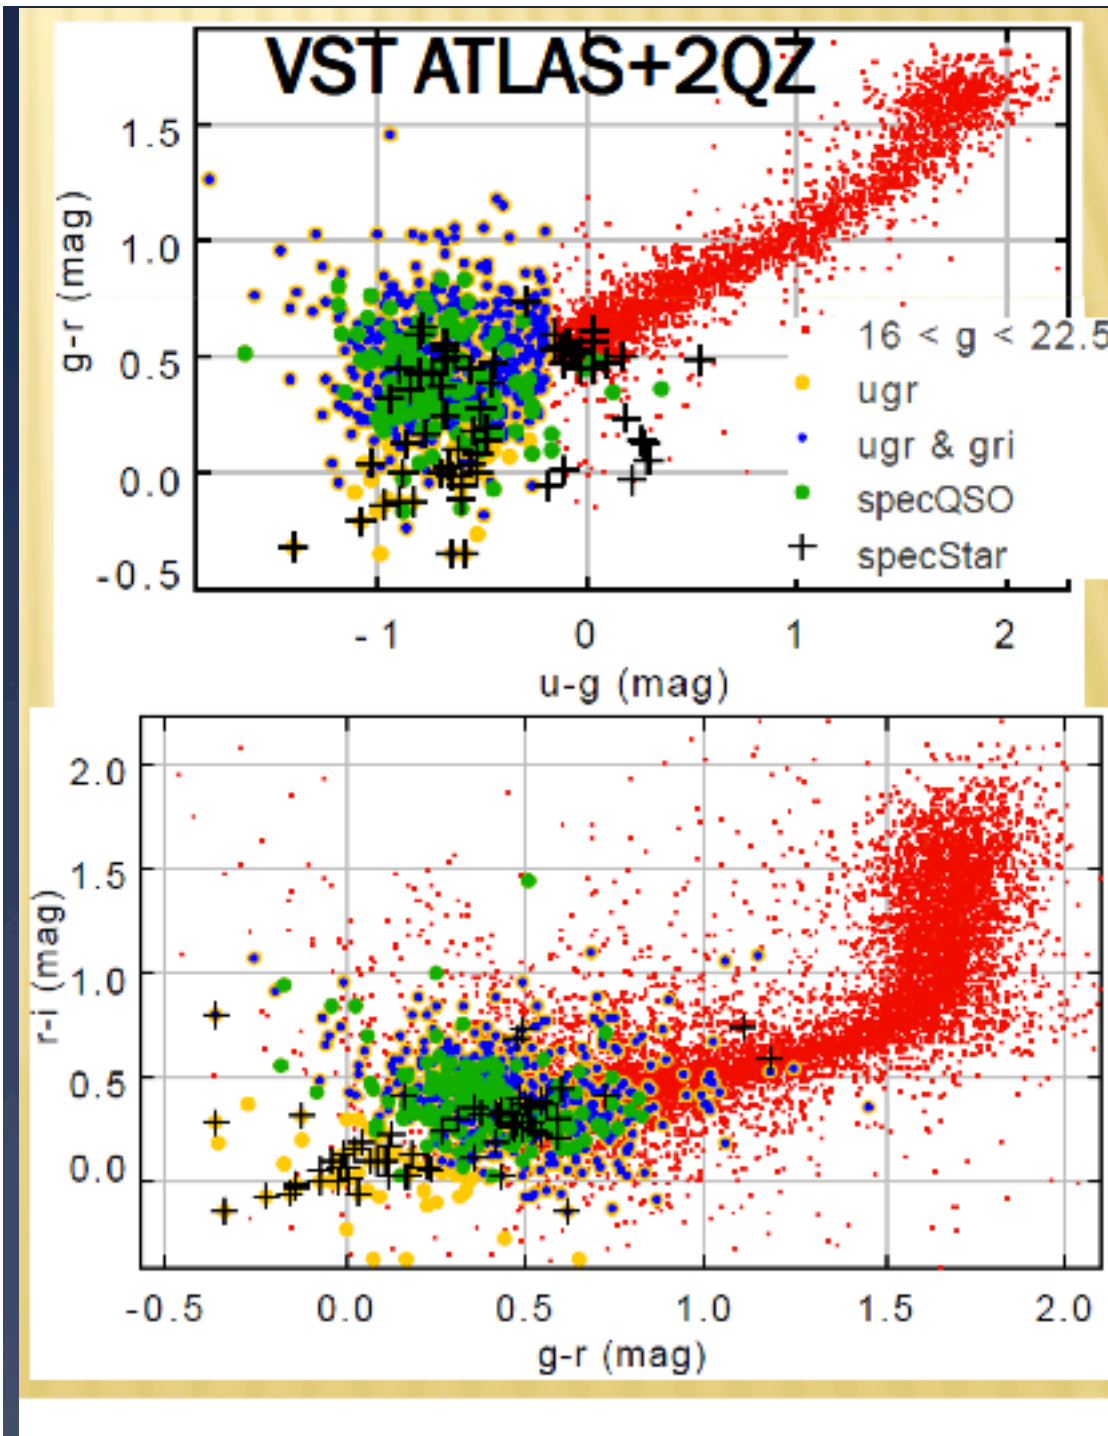 VST ATLAS+2QZ
1.5
1.0
0.5
0.0
-0.5
g-r (mag)
16 < g < 22.5
ugr
ugr & gri
specQSO
specStar
-1 0 1 2
u-g (mag)
2.0
1.5
1.0
0.5
0.0
r-i (mag)
-0.5 0.0 0.5 1.0 1.5 2.0
g-r (mag)